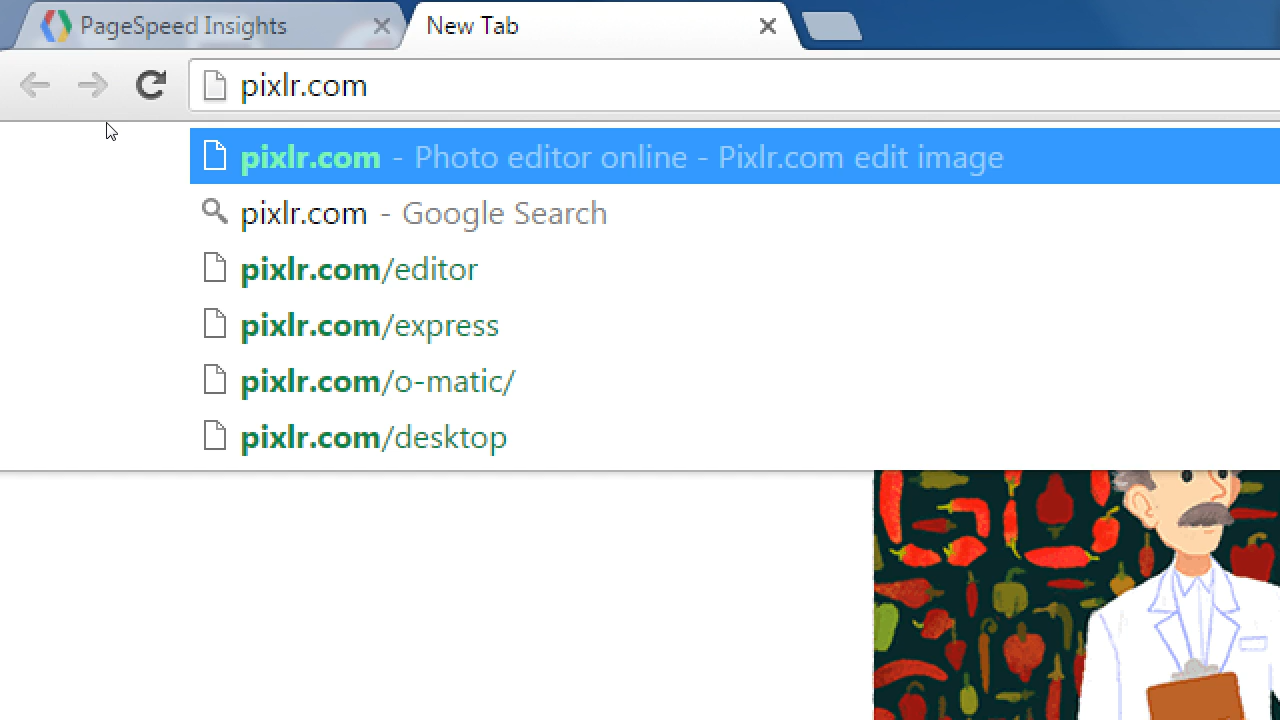 PageSpeed Insights
New Tab
pixlr.com
pixlr.com - Photo editor online - Pixlr.com edit image
pixlr.com - Google Search
pixlr.com/editor
pixlr.com/express
pixlr.com/o-matic/
pixlr.com/desktop